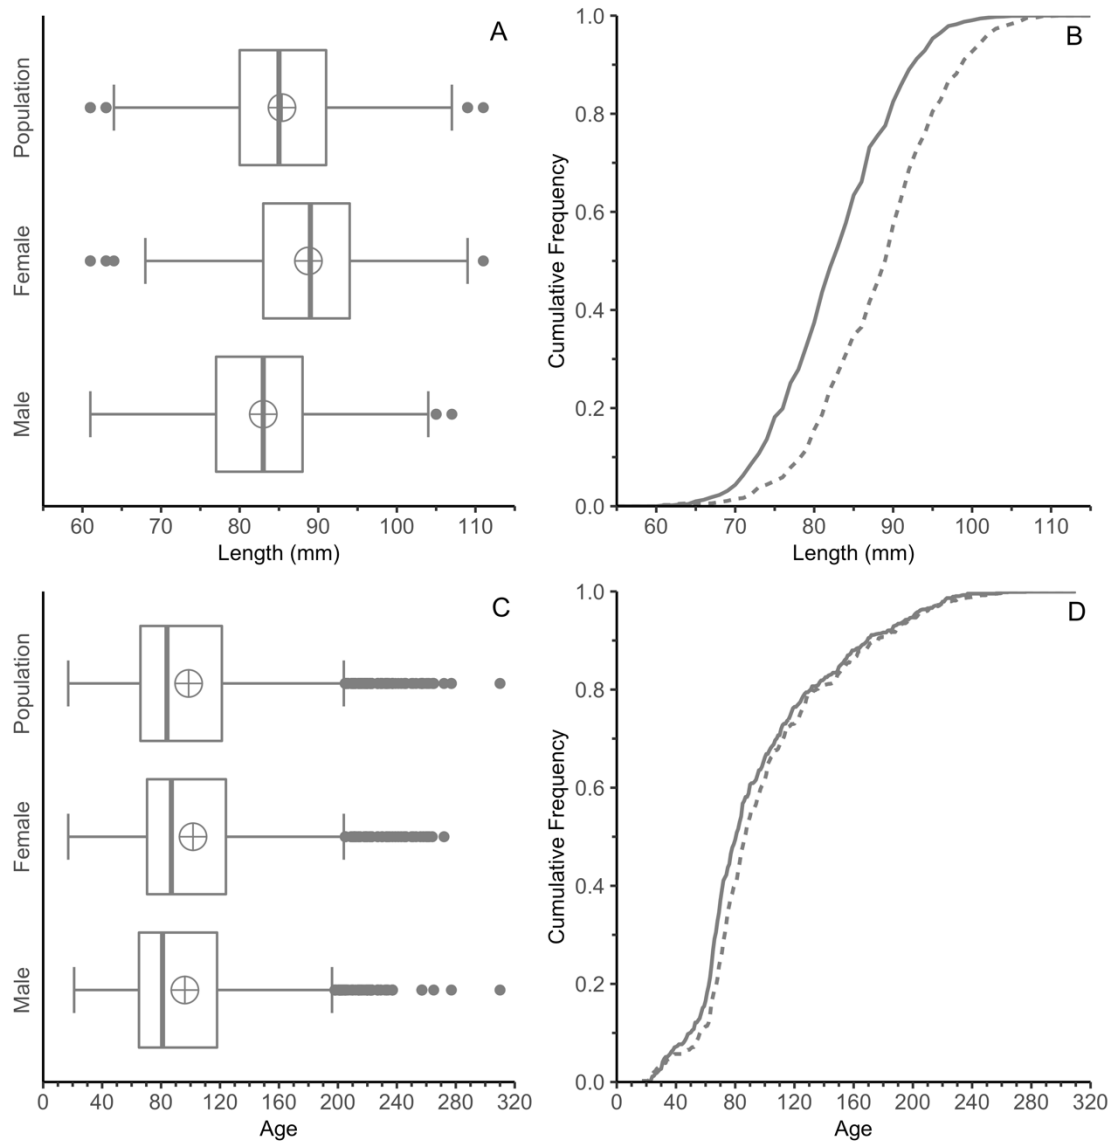 A
Population
Female
Male
60 70 80 90 100 110
Length (mm)
B
Cumulative Frequency
1.0
0.8
0.6
0.4
0.2
0.0
60 70 80 90 100 110
Length (mm)
C
Population
Female
Male
0 40 80 120 160 200 240 280 320
Age
D
Cumulative Frequency
1.0
0.8
0.6
0.4
0.2
0.0
0 40 80 120 160 200 240 280 320
Age